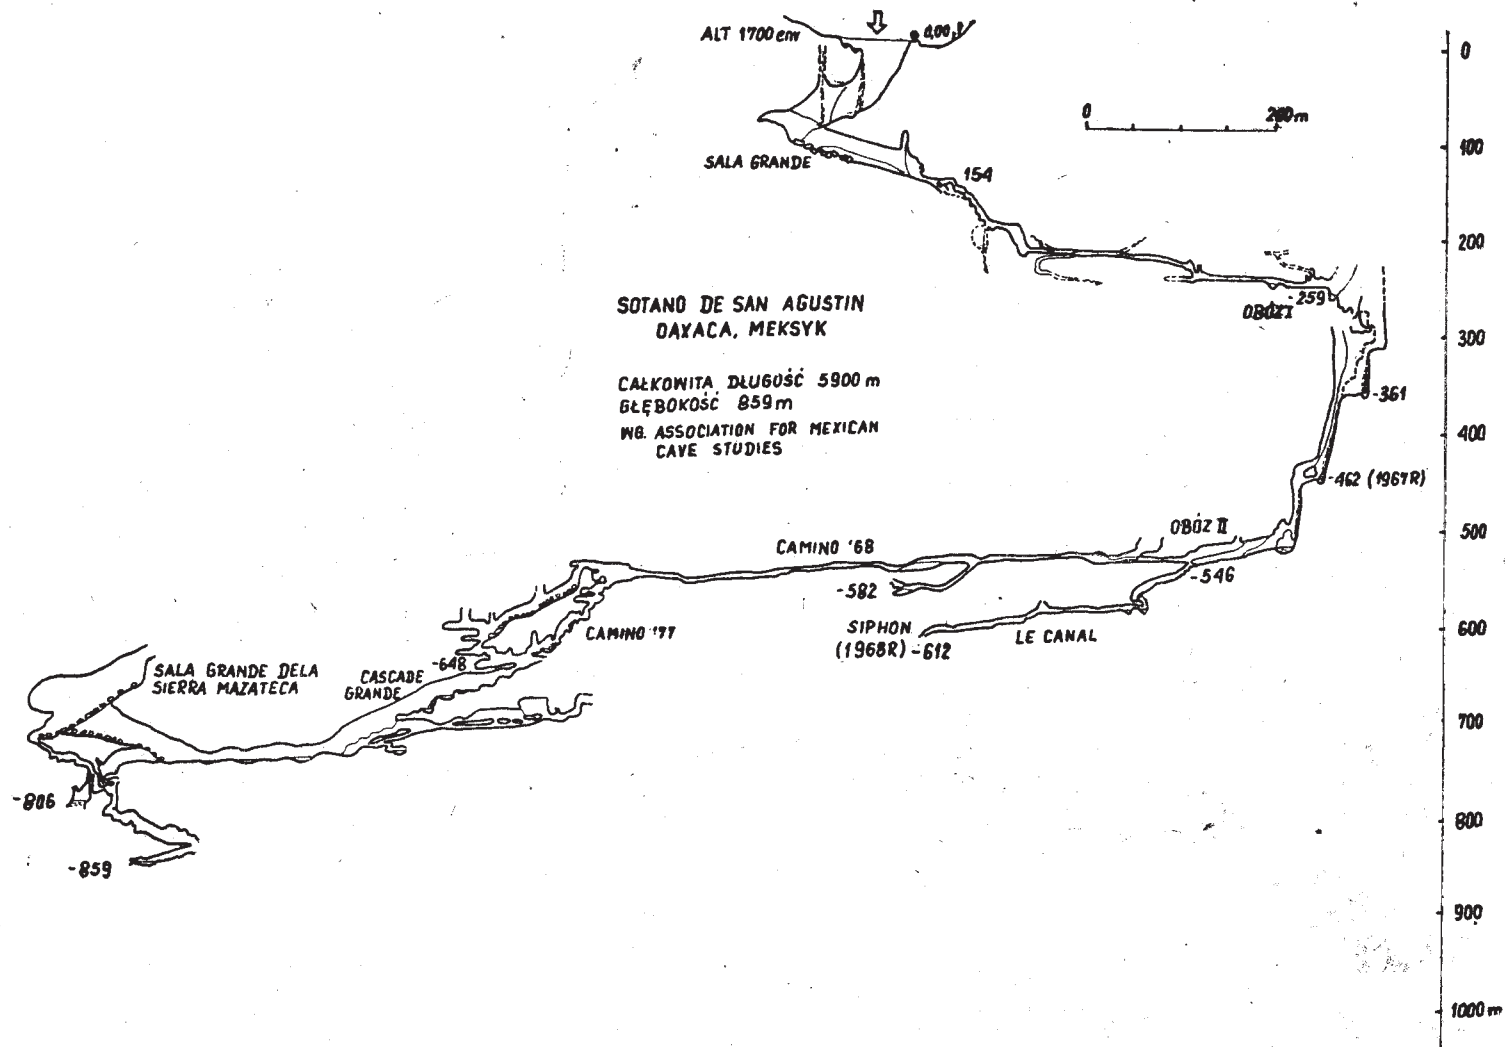 ALT 1700 m
0,00
0
0
200 m
100
SALA GRANDE
154
200
SOTANO DE SAN AGUSTIN
OAXACA, MEKSYK
-259
OBÓZ I
300
CAŁKOWITA DŁUGOŚĆ 5900 m
GŁĘBOKOŚĆ 859 m
WG. ASSOCIATION FOR MEXICAN
CAVE STUDIES
-361
400
-462 (1967R)
OBÓZ II
500
CAMINO '68
-546
-582
SIPHON
(1968R) -612
LE CANAL
600
CAMINO '77
-648
SALA GRANDE DELA
SIERRA MAZATECA
CASCADE
GRANDE
700
-806
800
-859
900
1000 m